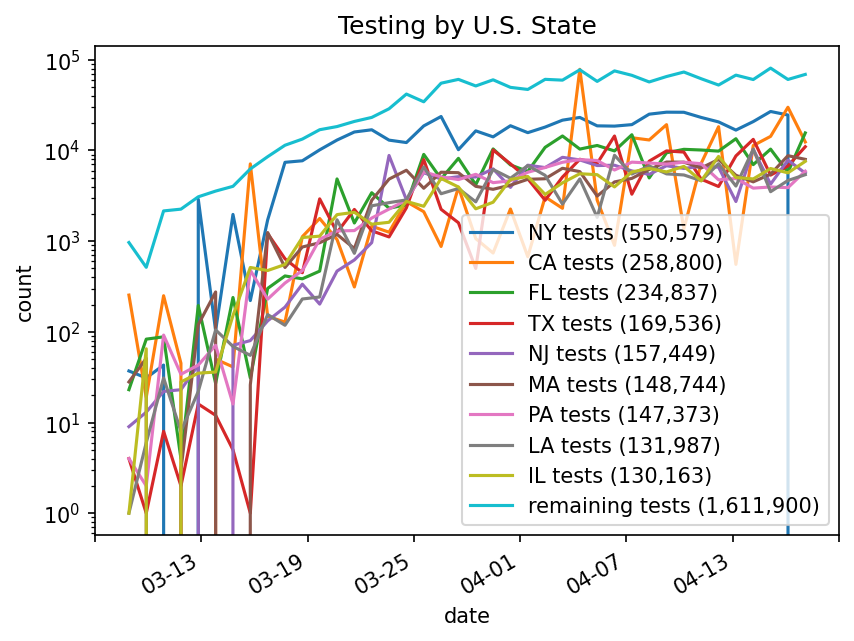 Testing by U.S. State
10^5
10^4
10^3
10^2
10^1
10^0
count
NY tests (550,579)
CA tests (258,800)
FL tests (234,837)
TX tests (169,536)
NJ tests (157,449)
MA tests (148,744)
PA tests (147,373)
LA tests (131,987)
IL tests (130,163)
remaining tests (1,611,900)
03-13 03-19 03-25 04-01 04-07 04-13
date